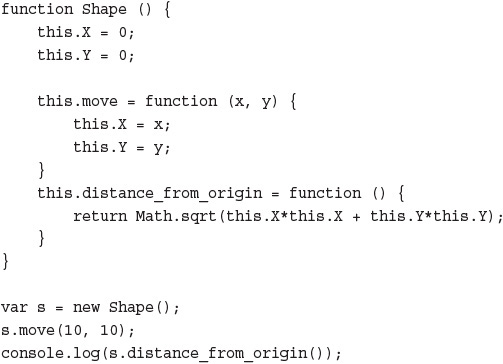 function Shape () {
    this.X = 0;
    this.Y = 0;

    this.move = function (x, y) {
        this.X = x;
        this.Y = y;
    }
    this.distance_from_origin = function () {
        return Math.sqrt(this.X*this.X + this.Y*this.Y);
    }
}

var s = new Shape();
s.move(10, 10);
console.log(s.distance_from_origin());